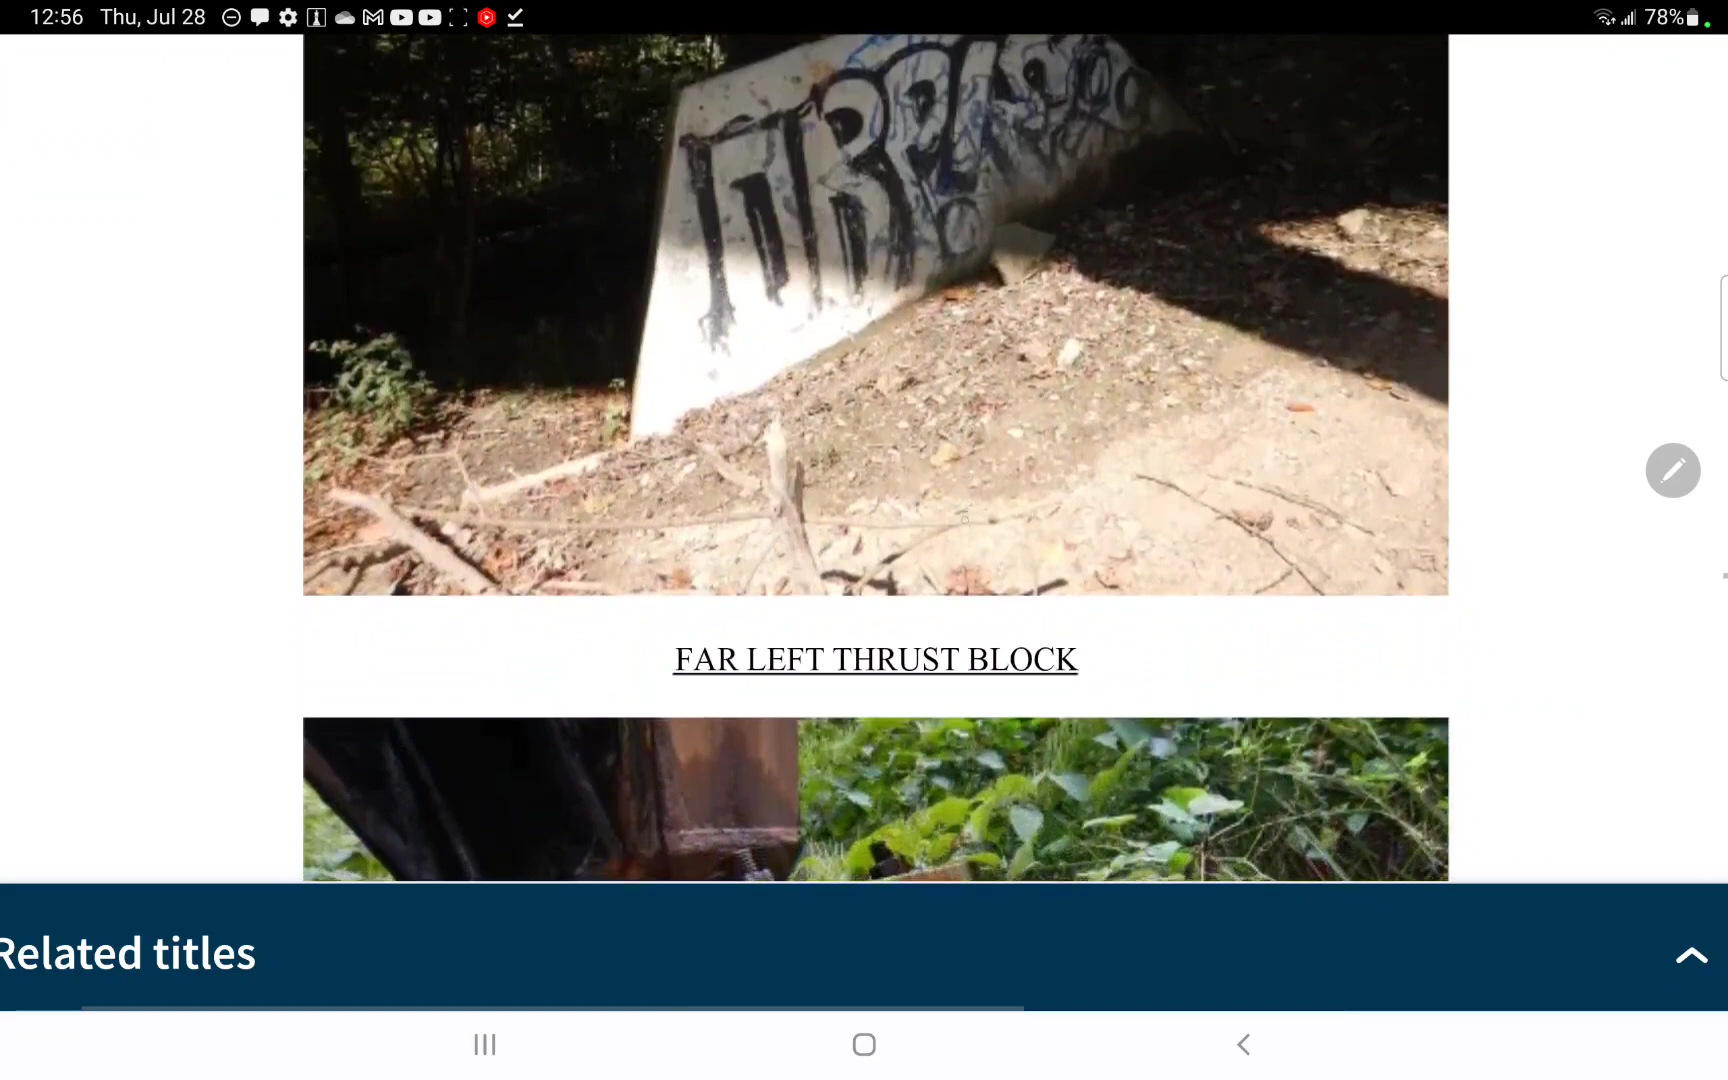 12:56 Thu, Jul 28 78%
FAR LEFT THRUST BLOCK
Related titles